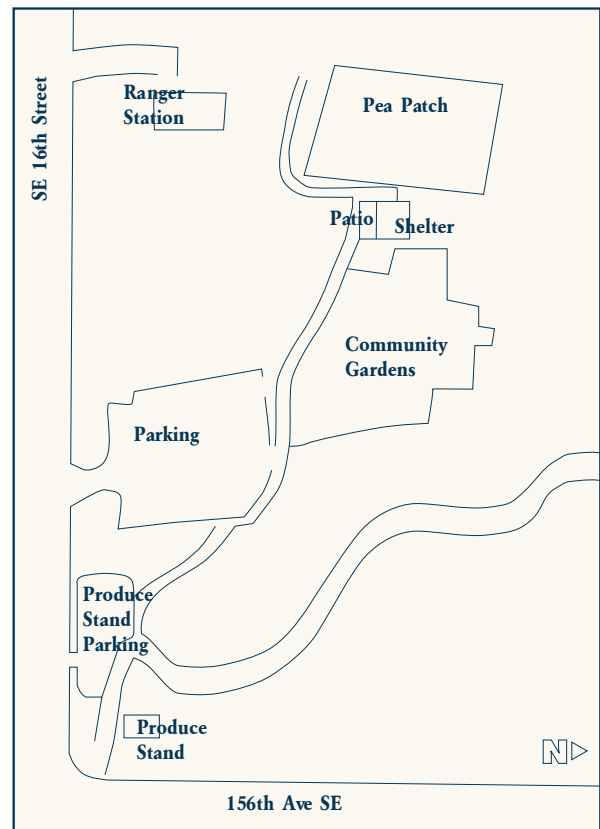 SE 16th Street
Ranger
Station
Pea Patch
Patio
Shelter
Community
Gardens
Parking
Produce
Stand
Parking
Produce
Stand
N
156th Ave SE